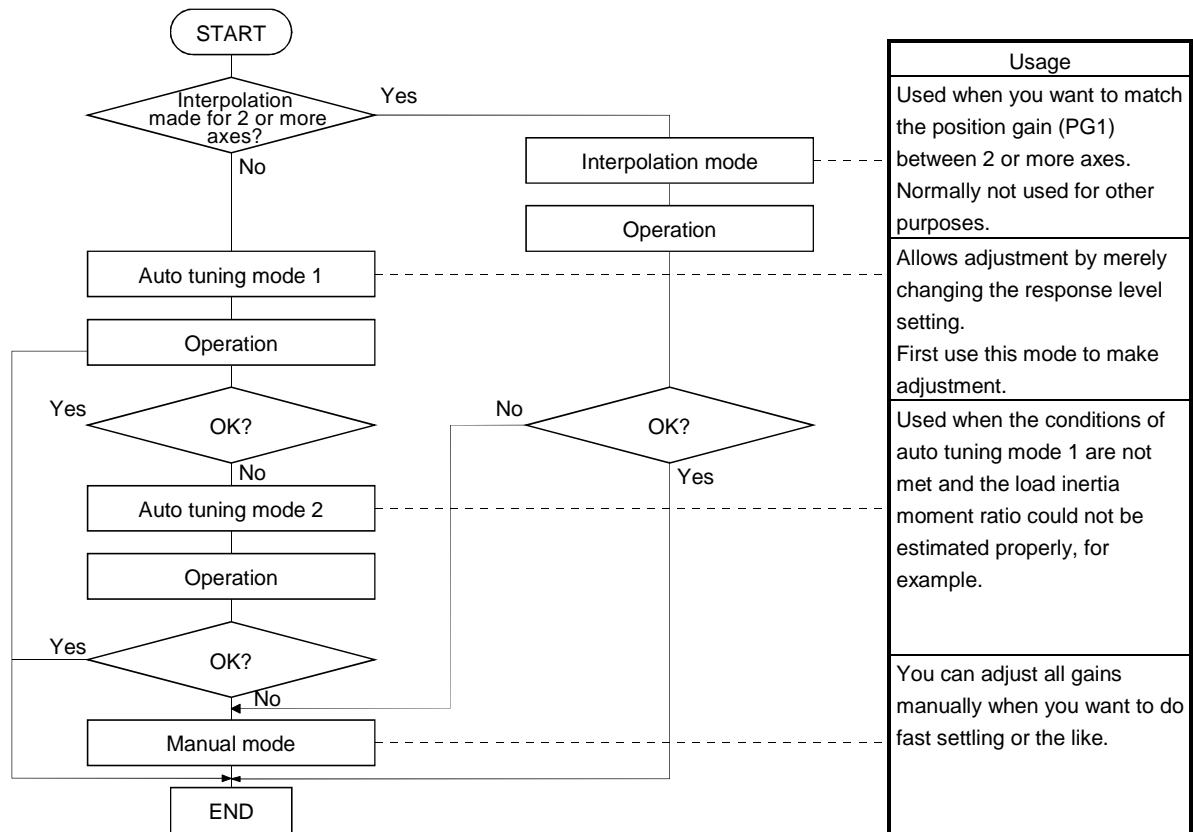 START
Interpolation
made for 2 or more
axes?
Yes
No
Interpolation mode
Operation
Auto tuning mode 1
Operation
Yes
OK?
No
No
OK?
Yes
Auto tuning mode 2
Operation
Yes
OK?
No
Manual mode
END
Usage
Used when you want to match
the position gain (PG1)
between 2 or more axes.
Normally not used for other
purposes.
Allows adjustment by merely
changing the response level
setting.
First use this mode to make
adjustment.
Used when the conditions of
auto tuning mode 1 are not
met and the load inertia
moment ratio could not be
estimated properly, for
example.
You can adjust all gains
manually when you want to do
fast settling or the like.